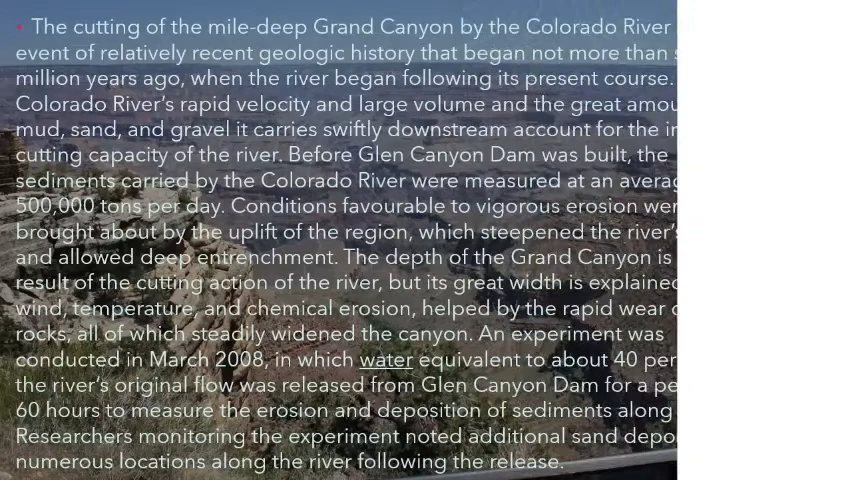 • The cutting of the mile-deep Grand Canyon by the Colorado River
event of relatively recent geologic history that began not more than
million years ago, when the river began following its present course.
Colorado River's rapid velocity and large volume and the great amou
mud, sand, and gravel it carries swiftly downstream account for the in
cutting capacity of the river. Before Glen Canyon Dam was built, the
sediments carried by the Colorado River were measured at an averag
500,000 tons per day. Conditions favourable to vigorous erosion wer
brought about by the uplift of the region, which steepened the river's
and allowed deep entrenchment. The depth of the Grand Canyon is
result of the cutting action of the river, but its great width is explained
wind, temperature, and chemical erosion, helped by the rapid wear
rocks, all of which steadily widened the canyon. An experiment was
conducted in March 2008, in which water equivalent to about 40 per
the river's original flow was released from Glen Canyon Dam for a pe
60 hours to measure the erosion and deposition of sediments along
Researchers monitoring the experiment noted additional sand depo
numerous locations along the river following the release.